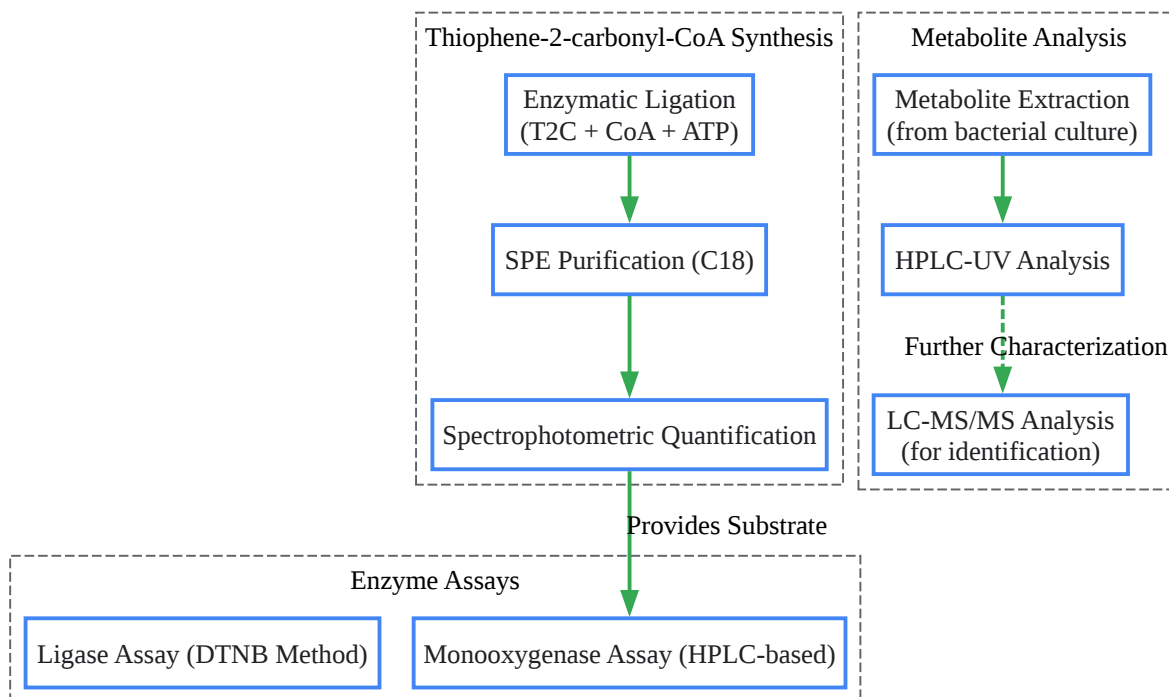 Thiophene-2-carbonyl-CoA Synthesis
Enzymatic Ligation
(T2C + CoA + ATP)
SPE Purification (C18)
Spectrophotometric Quantification
Provides Substrate
Metabolite Analysis
Metabolite Extraction
(from bacterial culture)
HPLC-UV Analysis
Further Characterization
LC-MS/MS Analysis
(for identification)
Enzyme Assays
Ligase Assay (DTNB Method)
Monooxygenase Assay (HPLC-based)